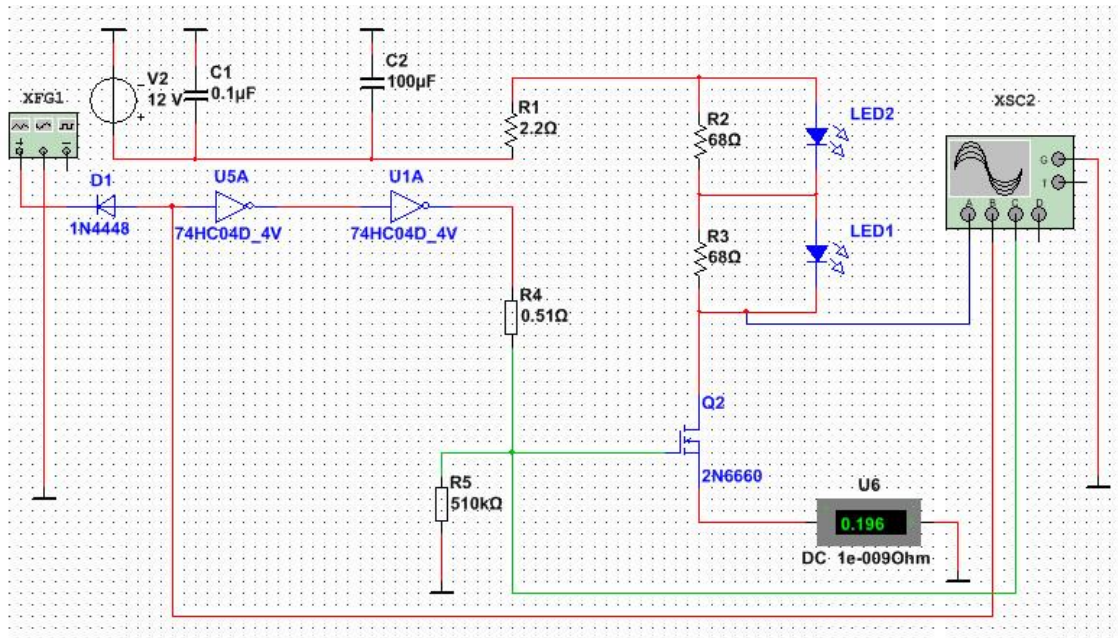 XFG1
V2
12 V
C1
0.1µF
C2
100µF
R1
2.2Ω
R2
68Ω
LED2
XSC2
G
T
A B C D
D1
1N4448
U5A
74HC04D_4V
U1A
74HC04D_4V
R3
68Ω
LED1
R4
0.51Ω
Q2
2N6660
R5
510kΩ
U6
0.196
DC 1e-009Ohm